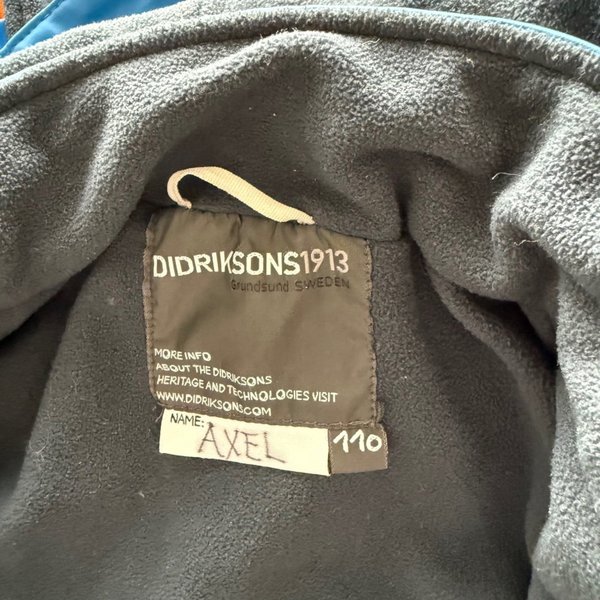 DIDRIKSONS1913
Grundsund SWEDEN
MORE INFO
ABOUT THE DIDRIKSONS
HERITAGE AND TECHNOLOGIES VISIT
WWW.DIDRIKSONS.COM
NAME: AXEL 110